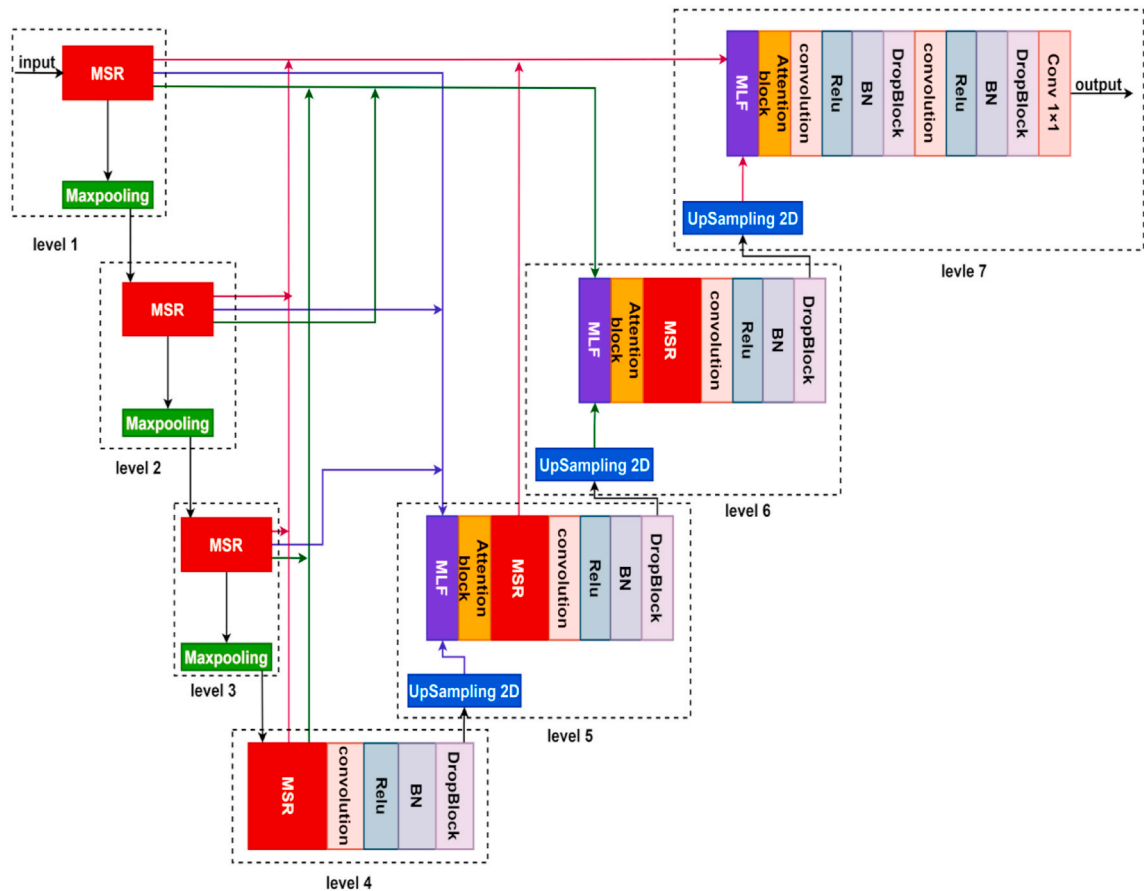 input
MSR
Maxpooling
level 1
MSR
Maxpooling
level 2
MSR
Maxpooling
level 3
MSR
convolution
Relu
BN
DropBlock
level 4
MLF
Attention
block
MSR
convolution
Relu
BN
DropBlock
UpSampling 2D
level 5
MLF
Attention
block
MSR
convolution
Relu
BN
DropBlock
UpSampling 2D
level 6
MLF
Attention
block
convolution
Relu
BN
DropBlock
convolution
Relu
BN
DropBlock
Conv 1×1
output
UpSampling 2D
levle 7